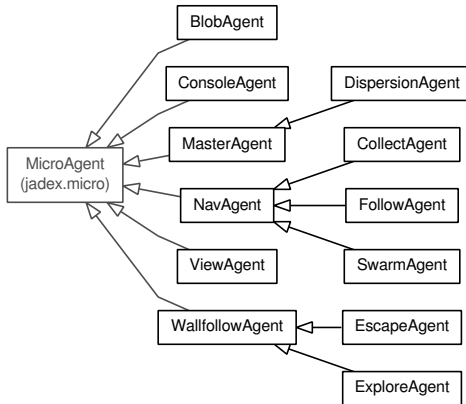 BlobAgent
ConsoleAgent
DispersionAgent
MasterAgent
CollectAgent
MicroAgent
(jadex.micro)
NavAgent
FollowAgent
ViewAgent
SwarmAgent
WallfollowAgent
EscapeAgent
ExploreAgent